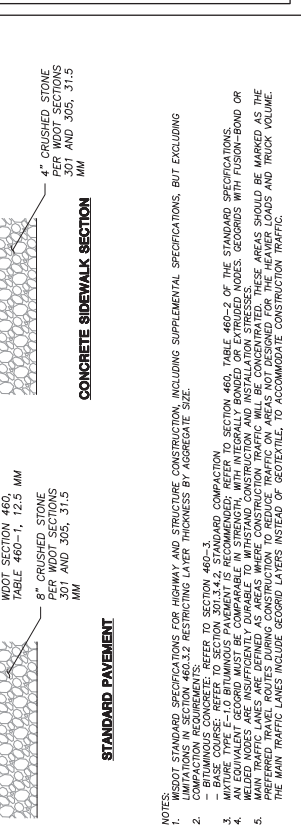 WDOT SECTION 460,
TABLE 460-1, 12.5 MM
8" CRUSHED STONE
PER WDOT SECTIONS
301 AND 305, 31.5
MM
STANDARD PAVEMENT
4" CRUSHED STONE
PER WDOT SECTIONS
301 AND 305, 31.5
MM
CONCRETE SIDEWALK SECTION
NOTES:
1. WISDOT STANDARD SPECIFICATIONS FOR HIGHWAY AND STRUCTURE CONSTRUCTION, INCLUDING SUPPLEMENTAL SPECIFICATIONS, BUT EXCLUDING
LIMITATIONS IN SECTION 460.3.2 RESTRICTING LAYER THICKNESS BY AGGREGATE SIZE.
2. COMPACTION REQUIREMENTS:
- BITUMINOUS CONCRETE: REFER TO SECTION 460-3.
- BASE COURSE: REFER TO SECTION 301.3.4.2, STANDARD COMPACTION
3. MIXTURE TYPE E-1.0 BITUMINOUS PAVEMENT IS RECOMMENDED; REFER TO SECTION 460, TABLE 460-2 OF THE STANDARD SPECIFICATIONS.
4. AN EQUIVALENT GEOGRID MUST BE COMPARABLE IN STRENGTH, WITH INTEGRALLY BONDED OR EXTRUDED NODES. GEOGRIDS WITH FUSION-BOND OR
WELDED NODES ARE INSUFFICIENTLY DURABLE TO WITHSTAND CONSTRUCTION AND INSTALLATION STRESSES.
5. MAIN TRAFFIC LANES ARE DEFINED AS AREAS WHERE CONSTRUCTION TRAFFIC WILL BE CONCENTRATED. THESE AREAS SHOULD BE MARKED AS THE
PREFERRED TRAVEL ROUTES DURING CONSTRUCTION TO REDUCE TRAFFIC ON AREAS NOT DESIGNED FOR THE HEAVIER LOADS AND TRUCK VOLUME.
THE MAIN TRAFFIC LANES INCLUDE GEOGRID LAYERS INSTEAD OF GEOTEXTILE, TO ACCOMMODATE CONSTRUCTION TRAFFIC.